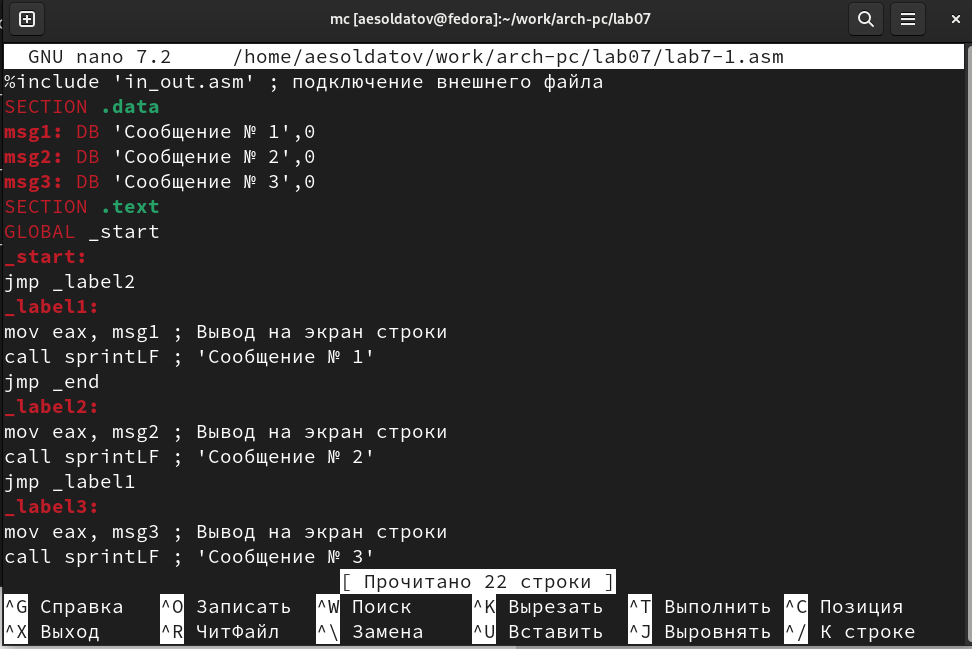 mc [aesoldatov@fedora]:~/work/arch-pc/lab07
GNU nano 7.2 /home/aesoldatov/work/arch-pc/lab07/lab7-1.asm
%include 'in_out.asm' ; подключение внешнего файла
SECTION .data
msg1: DB 'Сообщение № 1',0
msg2: DB 'Сообщение № 2',0
msg3: DB 'Сообщение № 3',0
SECTION .text
GLOBAL _start
_start:
jmp _label2
_label1:
mov eax, msg1 ; Вывод на экран строки
call sprintLF ; 'Сообщение № 1'
jmp _end
_label2:
mov eax, msg2 ; Вывод на экран строки
call sprintLF ; 'Сообщение № 2'
jmp _label1
_label3:
mov eax, msg3 ; Вывод на экран строки
call sprintLF ; 'Сообщение № 3'
[ Прочитано 22 строки ]
^G Справка ^O Записать ^W Поиск ^K Вырезать ^T Выполнить ^C Позиция
^X Выход ^R ЧитФайл ^\ Замена ^U Вставить ^J Выровнять ^/ К строке